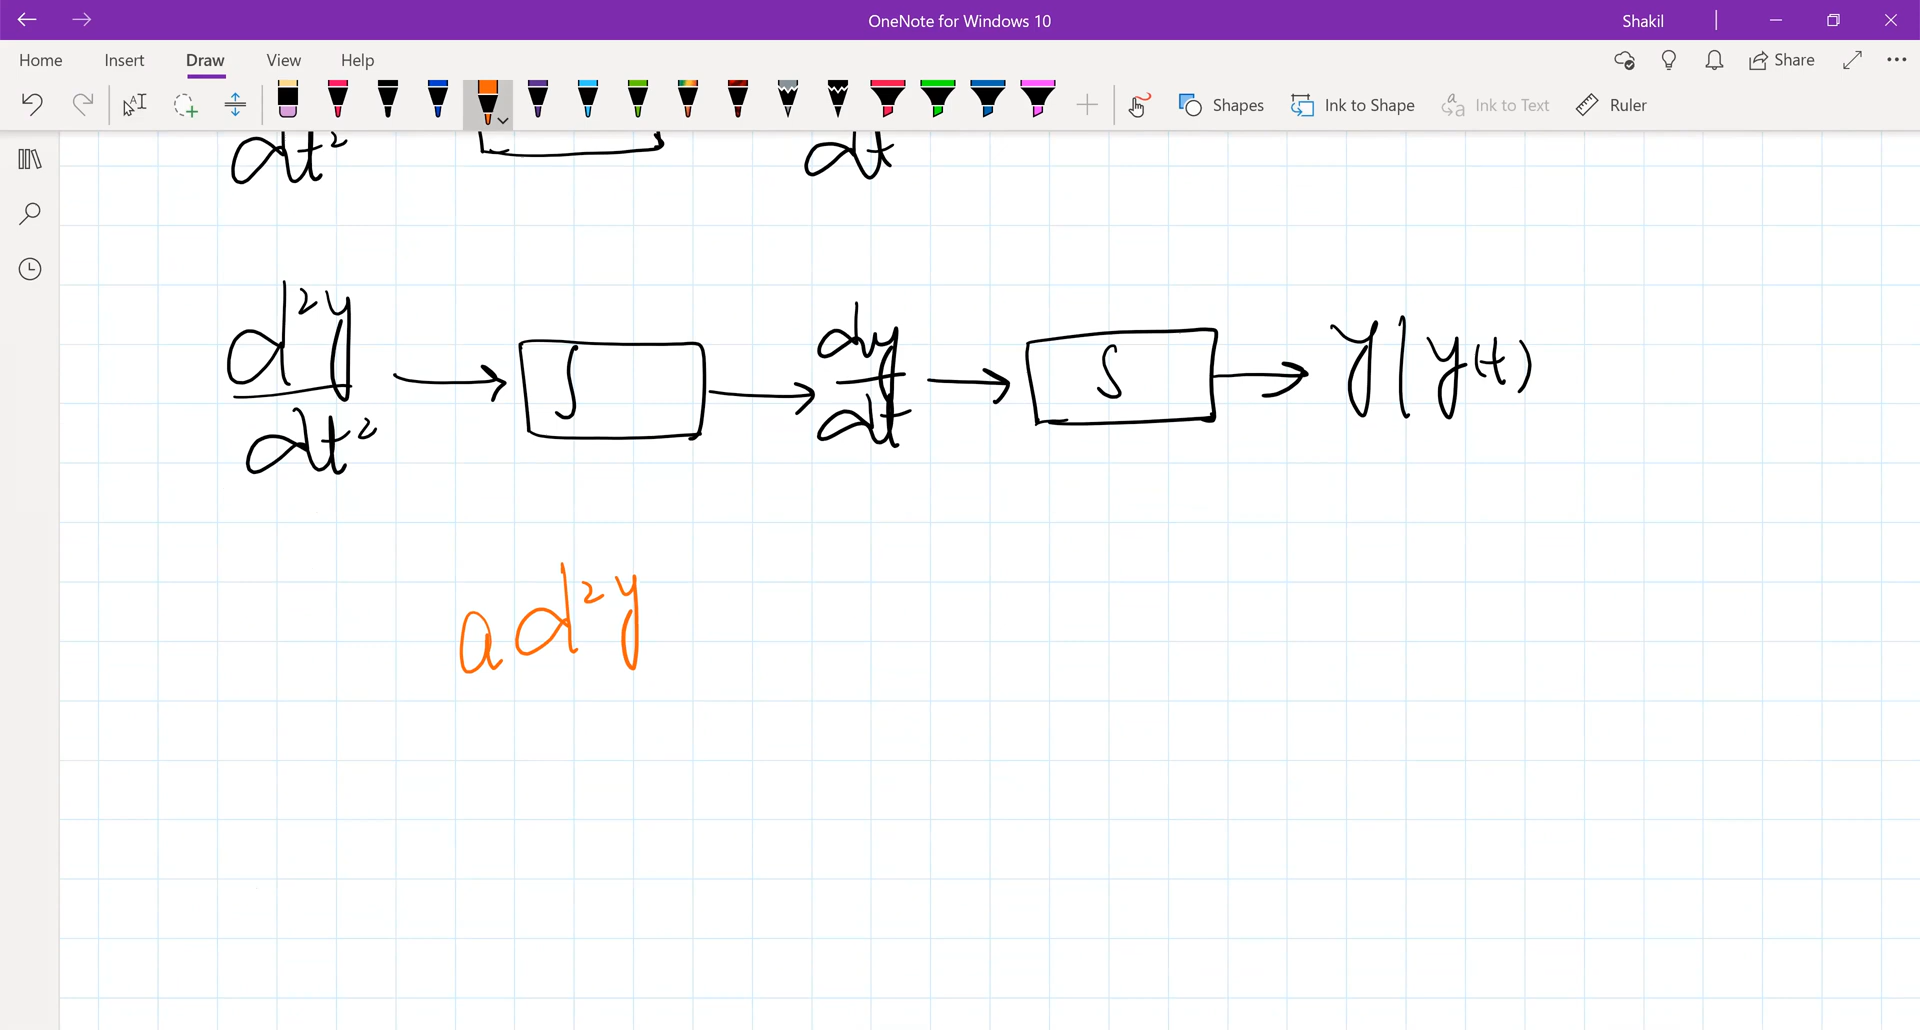 OneNote for Windows 10
Shakil
Home Insert Draw View Help
Share
Shapes Ink to Shape Ink to Text Ruler
dt² dt
d²y/dt² → ∫ → dy/dt → ∫ → y | y(t)
a d²y